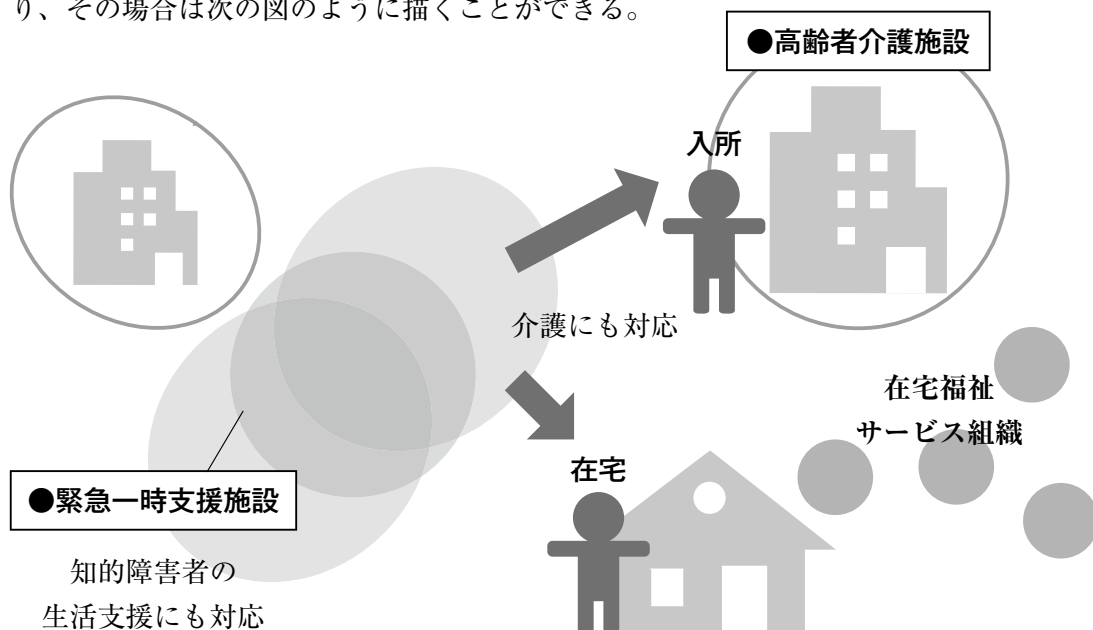 り、その場合は次の図のように描くことができる。
●高齢者介護施設
入所
介護にも対応
在宅福祉
サービス組織
在宅
●緊急一時支援施設
知的障害者の
生活支援にも対応